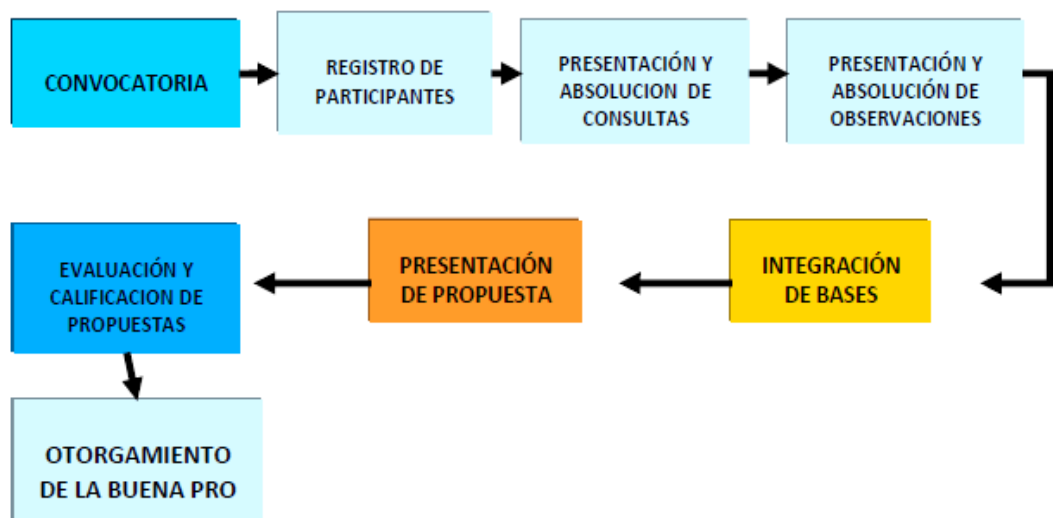 CONVOCATORIA
REGISTRO DE
PARTICIPANTES
PRESENTACIÓN Y
ABSOLUCION DE
CONSULTAS
PRESENTACIÓN Y
ABSOLUCIÓN DE
OBSERVACIONES
INTEGRACIÓN
DE BASES
PRESENTACIÓN
DE PROPUESTA
EVALUACIÓN Y
CALIFICACION DE
PROPUESTAS
OTORGAMIENTO
DE LA BUENA PRO